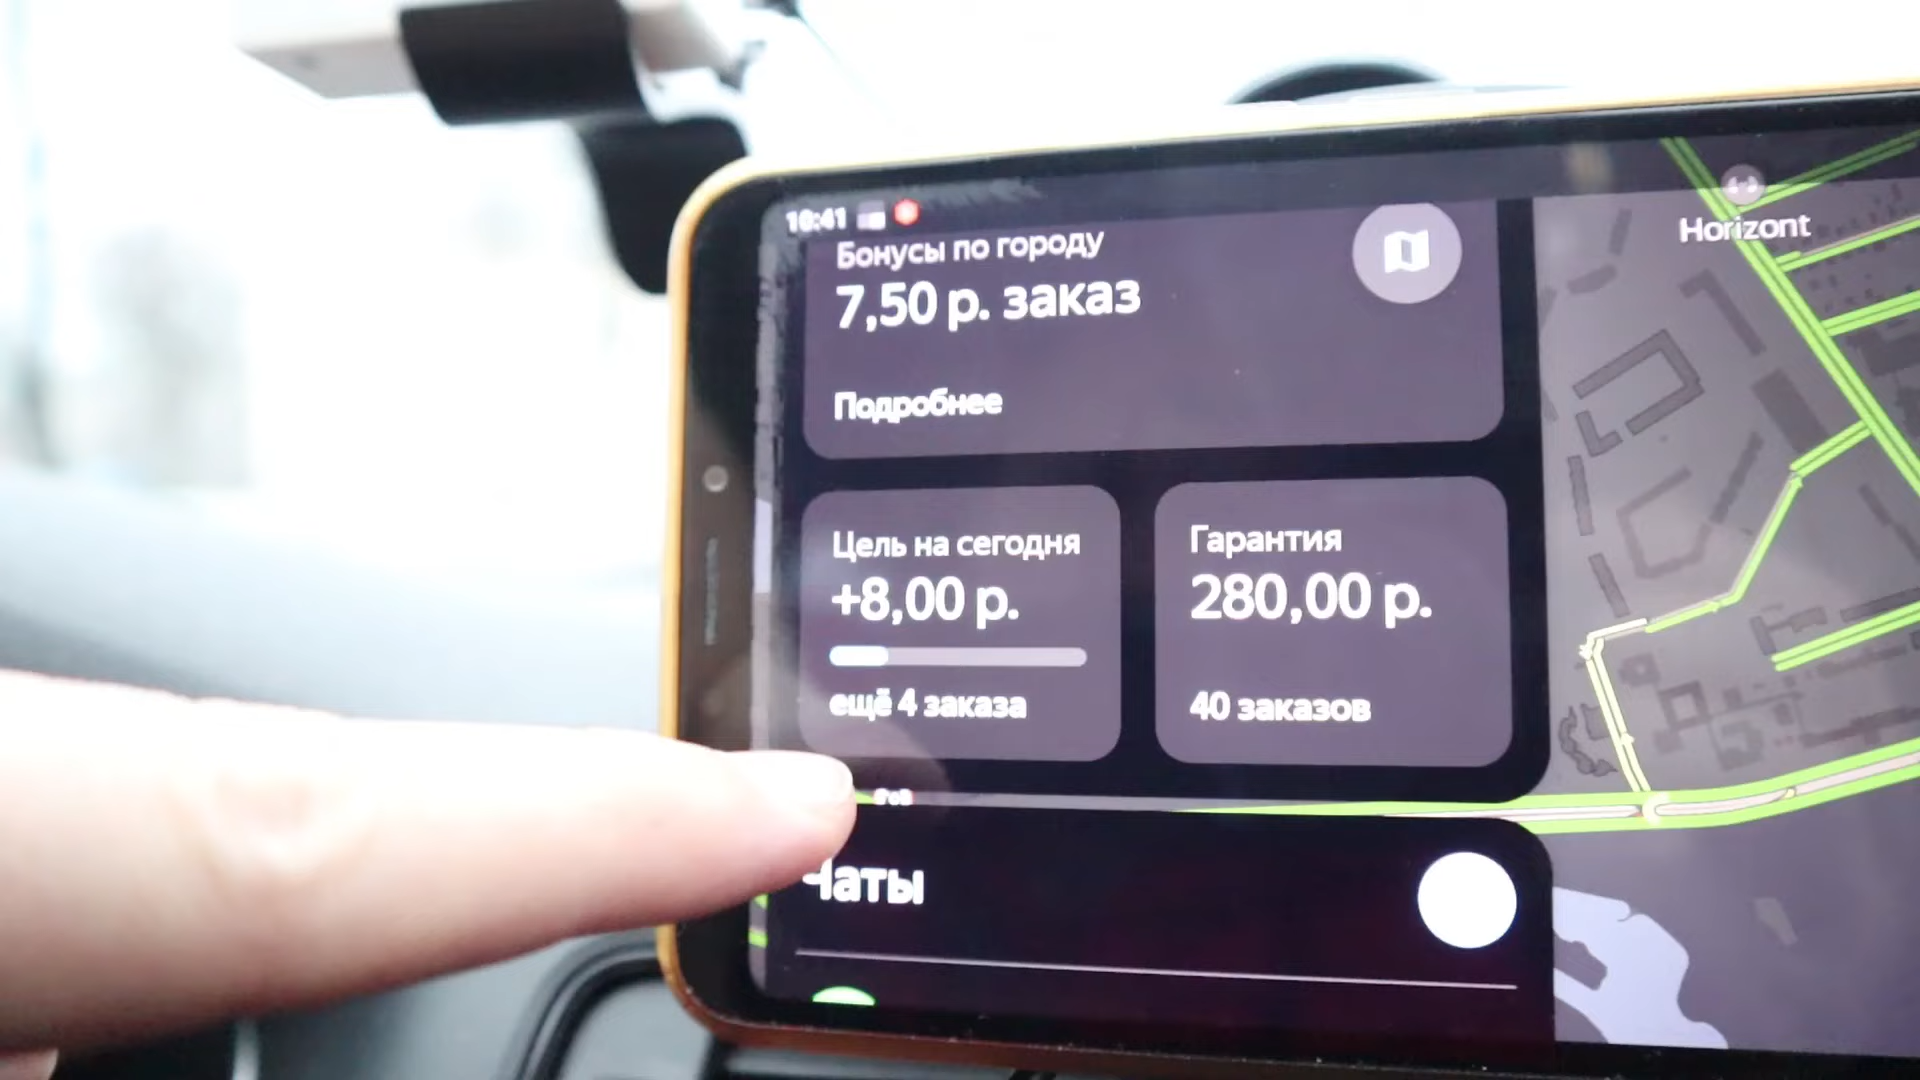 10:41
Бонусы по городу
7,50 р. заказ
Подробнее
Цель на сегодня
+8,00 р.
ещё 4 заказа
Гарантия
280,00 р.
40 заказов
Чаты
Horizont